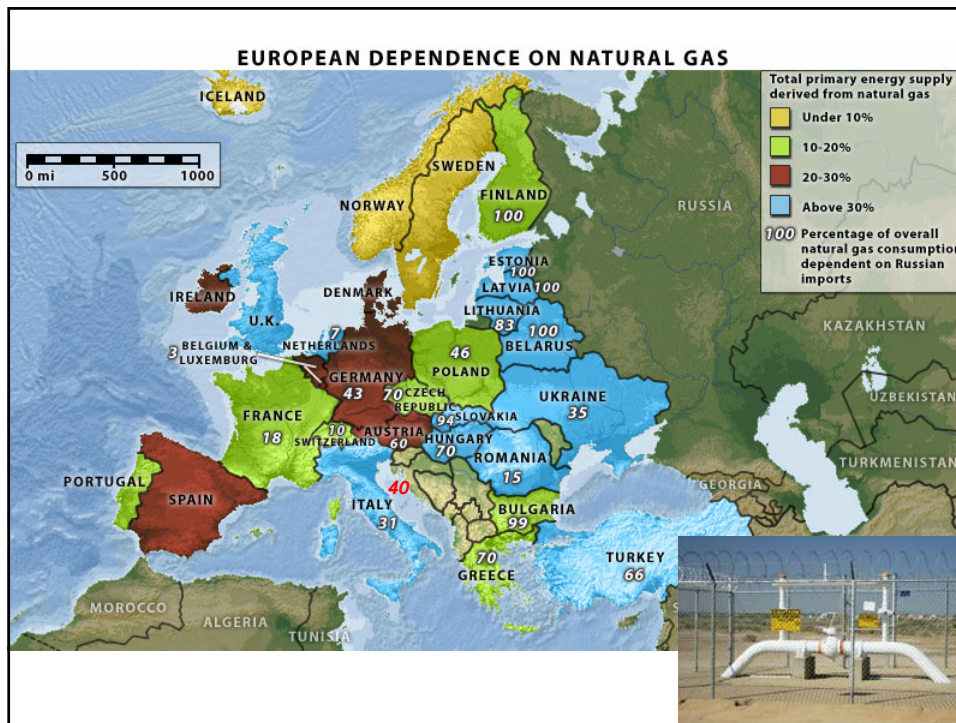 EUROPEAN DEPENDENCE ON NATURAL GAS
Total primary energy supply
derived from natural gas
Under 10%
10-20%
20-30%
Above 30%
100 Percentage of overall
natural gas consumption
dependent on Russian
imports
0 mi 500 1000
ICELAND
SWEDEN
NORWAY
FINLAND
100
RUSSIA
ESTONIA
100
LATVIA 100
LITHUANIA
83
100
BELARUS
DENMARK
IRELAND
U.K.
7
NETHERLANDS
3 BELGIUM &
LUXEMBURG
GERMANY
43
46
POLAND
70 CZECH
REPUBLIC
UKRAINE
35
KAZAKHSTAN
UZBEKISTAN
TURKMENISTAN
GEORGIA
FRANCE
18
10
SWITZERLAND
AUSTRIA
60
SLOVAKIA
94
HUNGARY
70
ROMANIA
15
40
PORTUGAL
SPAIN
ITALY
31
BULGARIA
99
70
GREECE
TURKEY
66
MOROCCO
ALGERIA
TUNISIA